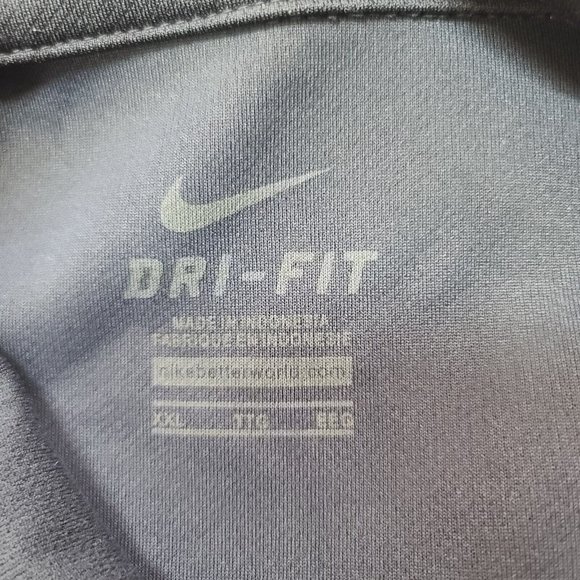 DRI-FIT
MADE IN INDONESIA
FABRIQUE EN INDONESIE
nikebetterworld.com
XXL TTG EEG